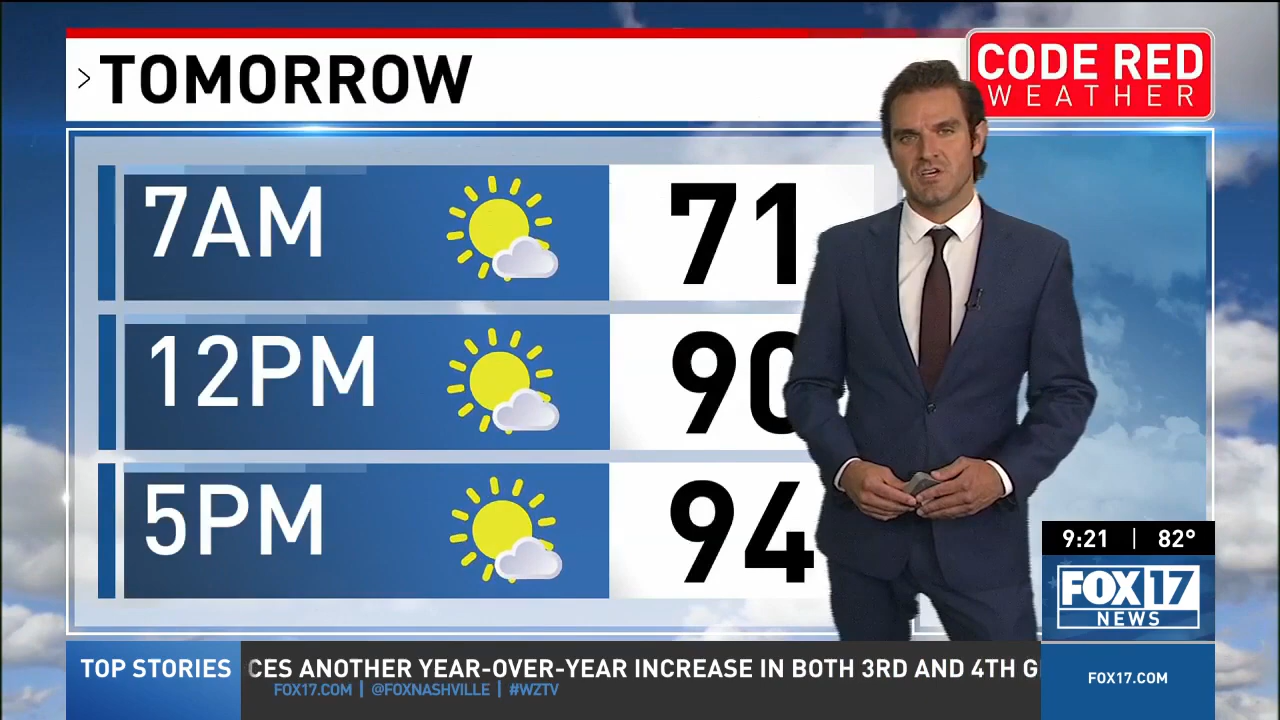 > TOMORROW
CODE RED
WEATHER
7AM 71
12PM 90
5PM 94
9:21 | 82°
FOX 17
NEWS
TOP STORIES
CES ANOTHER YEAR-OVER-YEAR INCREASE IN BOTH 3RD AND 4TH G
FOX17.COM | @FOXNASHVILLE | #WZTV
FOX17.COM